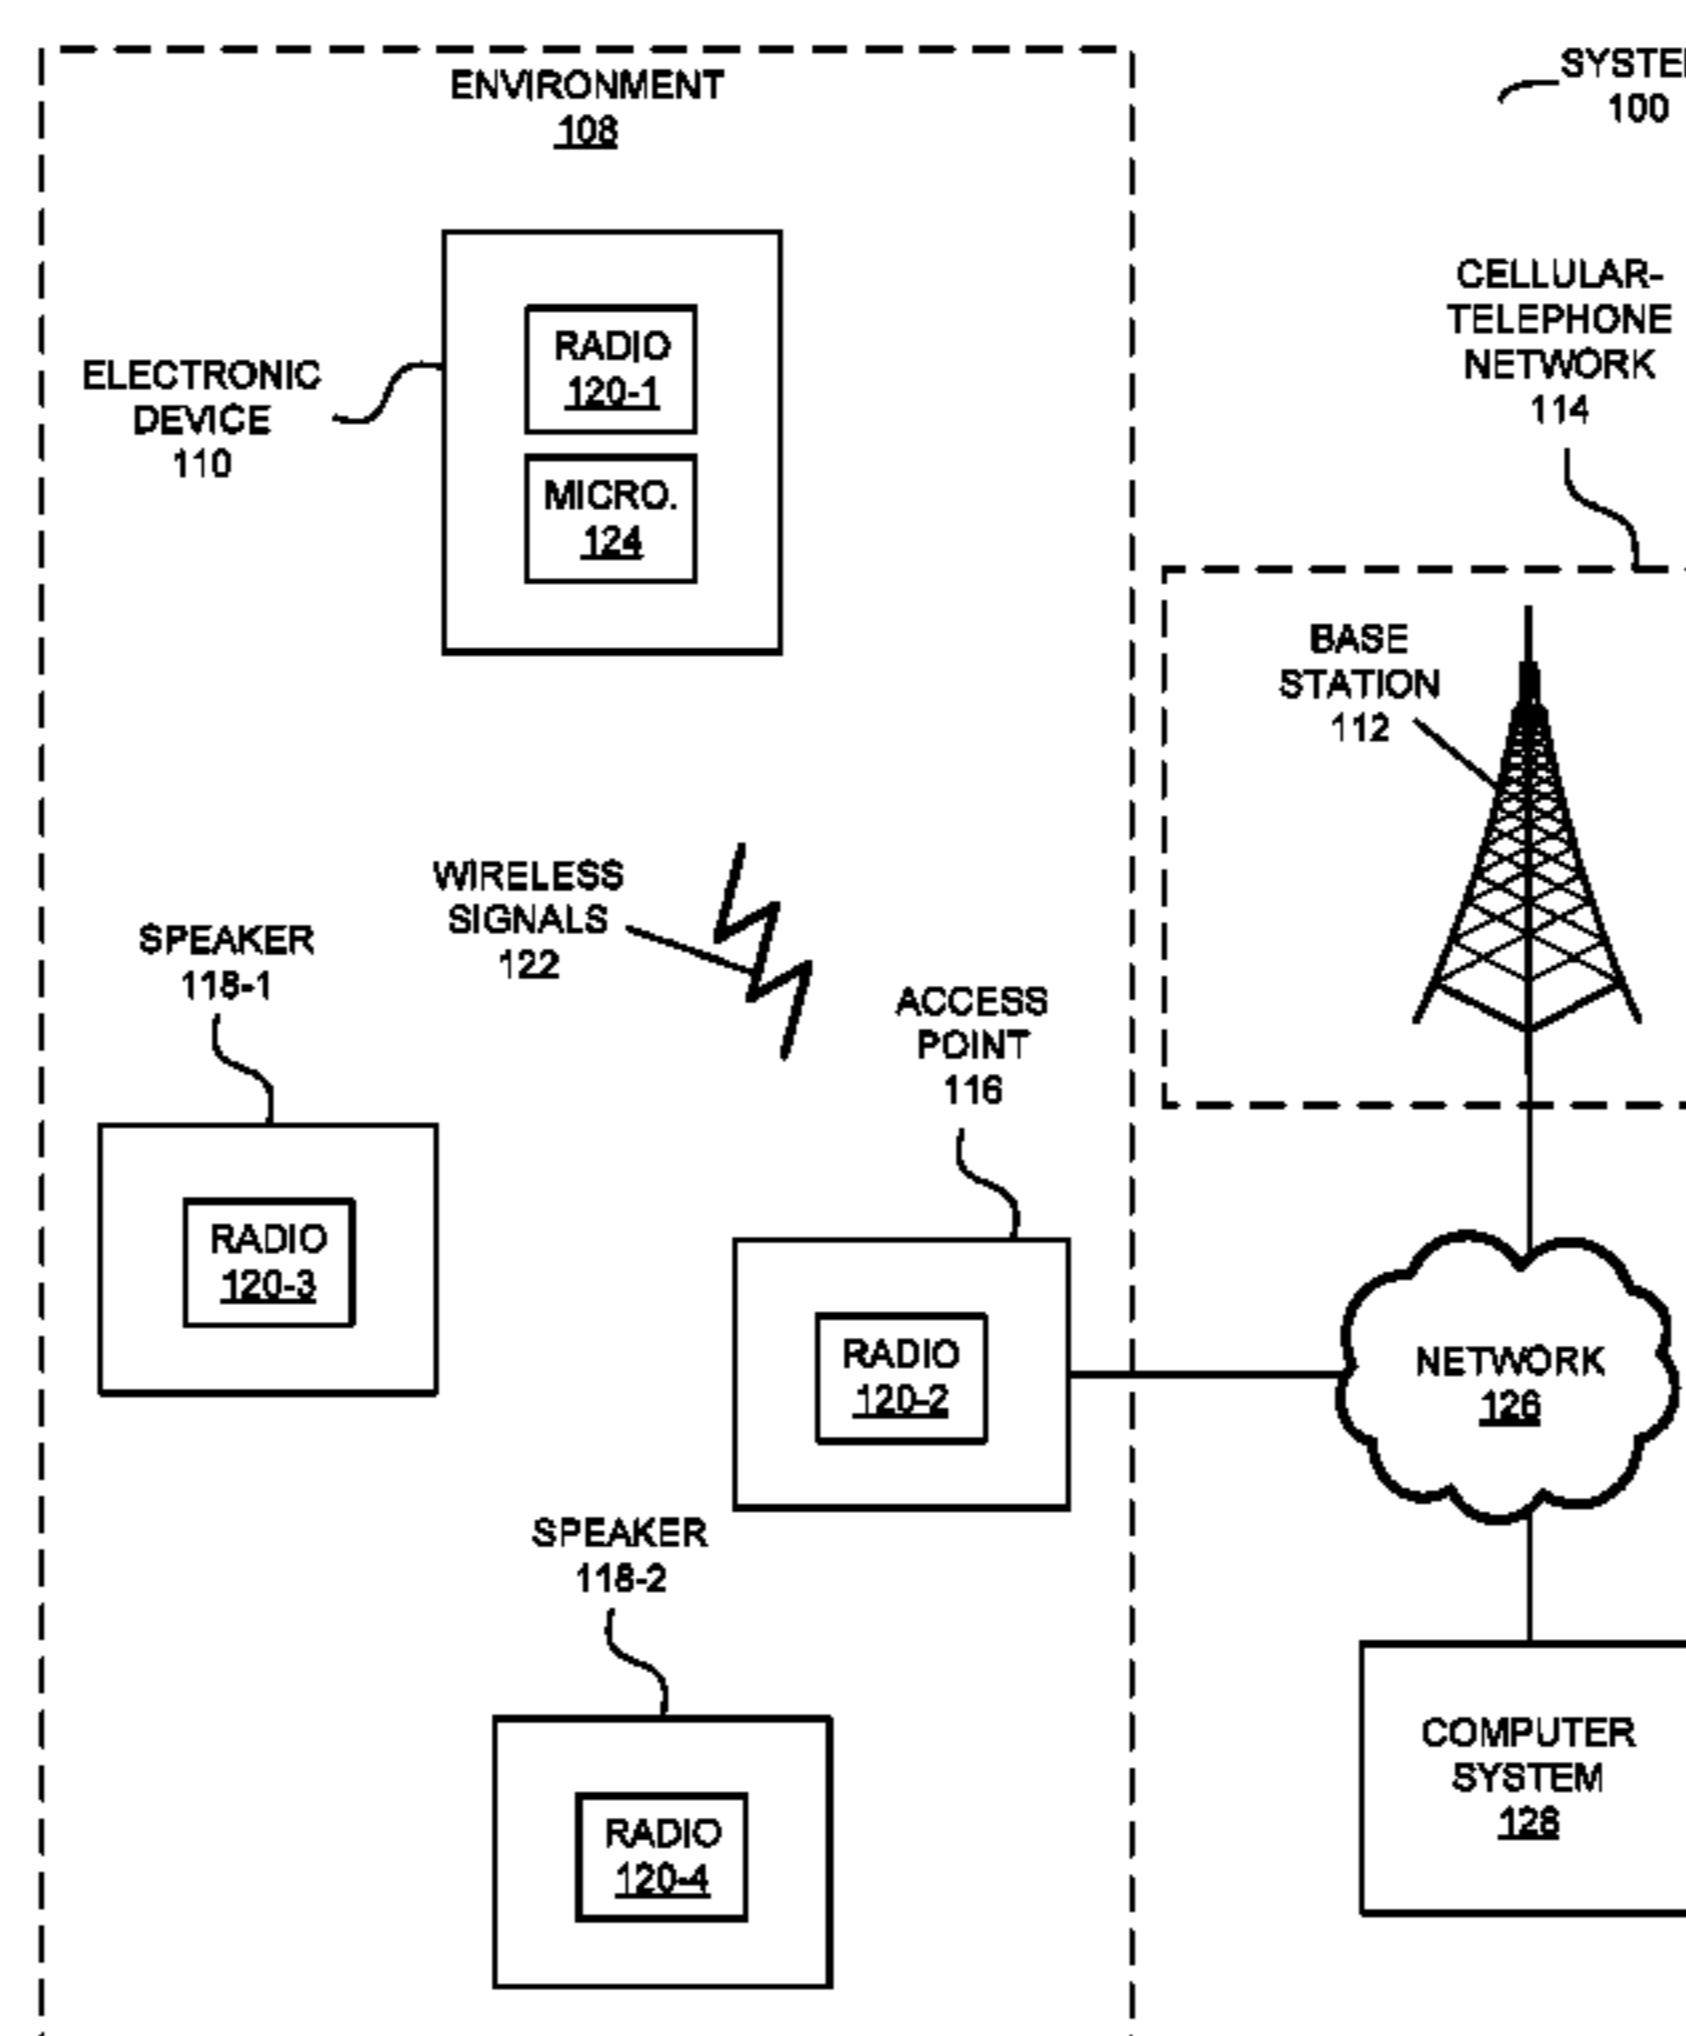 ENVIRONMENT
108
SYSTE
100
CELLULAR-
TELEPHONE
NETWORK
114
ELECTRONIC
DEVICE
110
RADIO
120-1
MICRO.
124
BASE
STATION
112
WIRELESS
SIGNALS
122
SPEAKER
118-1
ACCESS
POINT
116
RADIO
120-3
RADIO
120-2
NETWORK
126
SPEAKER
118-2
RADIO
120-4
COMPUTER
SYSTEM
128